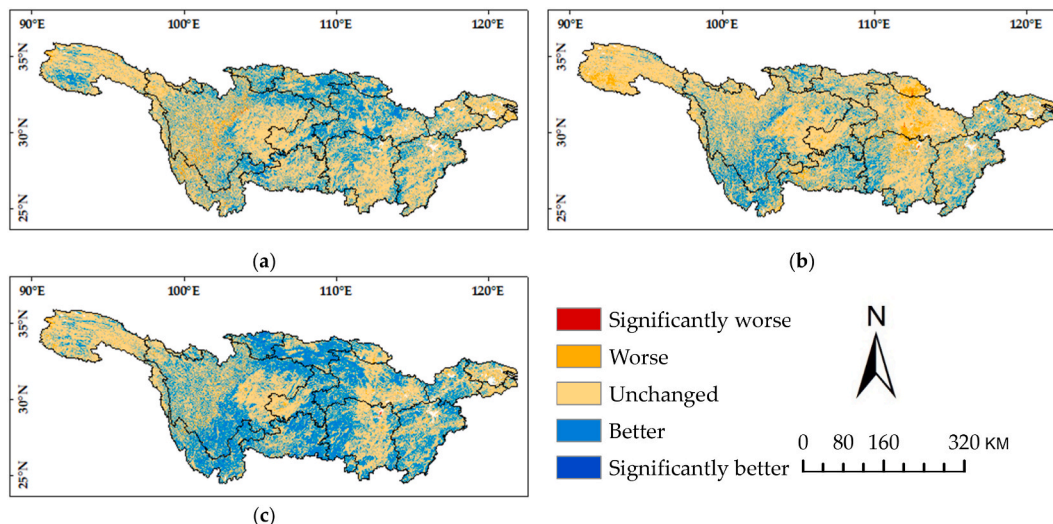 90°E 100°E 110°E 120°E
35°N
30°N
25°N
(a)
90°E 100°E 110°E 120°E
35°N
30°N
25°N
(b)
90°E 100°E 110°E 120°E
35°N
30°N
25°N
(c)
Significantly worse
Worse
Unchanged
Better
Significantly better
N
0 80 160 320 KM